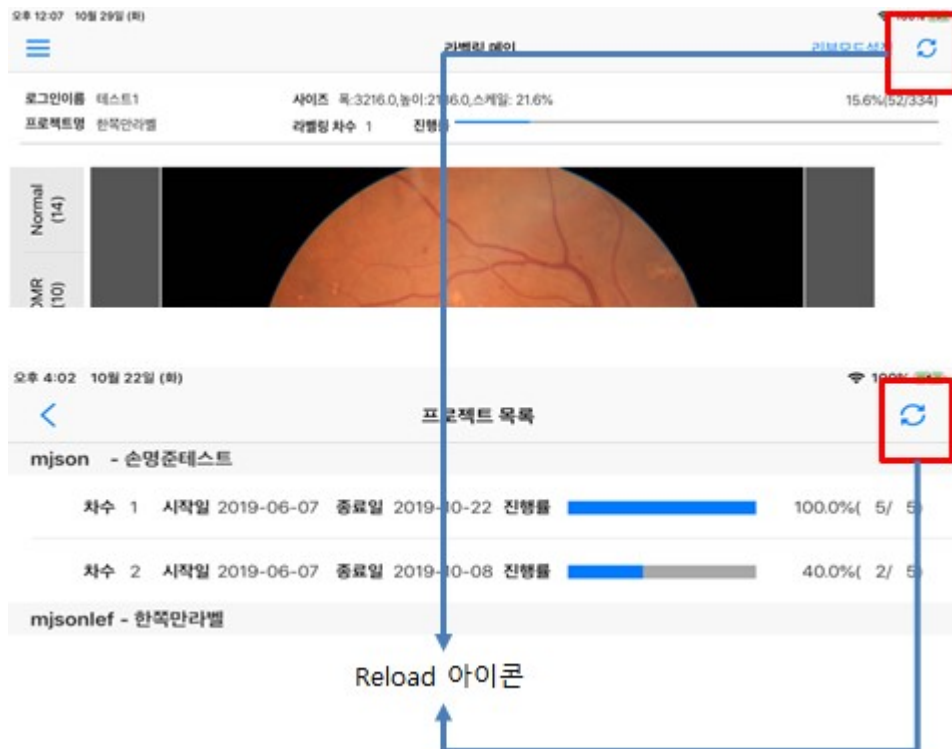 오후 12:07 10월 29일 (화) 100%
라벨링 메인 리뷰모드설정
로그인이름 테스트1 사이즈 폭:3216.0,높이:2136.0,스케일: 21.6% 15.6%(52/334)
프로젝트명 한쪽만라벨 라벨링 차수 1 진행률
Normal
(14)
(10)
오후 4:02 10월 22일 (화) 100%
프로젝트 목록
mjson - 손명준테스트
차수 1 시작일 2019-06-07 종료일 2019-10-22 진행률 100.0%( 5/ 5)
차수 2 시작일 2019-06-07 종료일 2019-10-08 진행률 40.0%( 2/ 5)
mjsonlef - 한쪽만라벨
Reload 아이콘